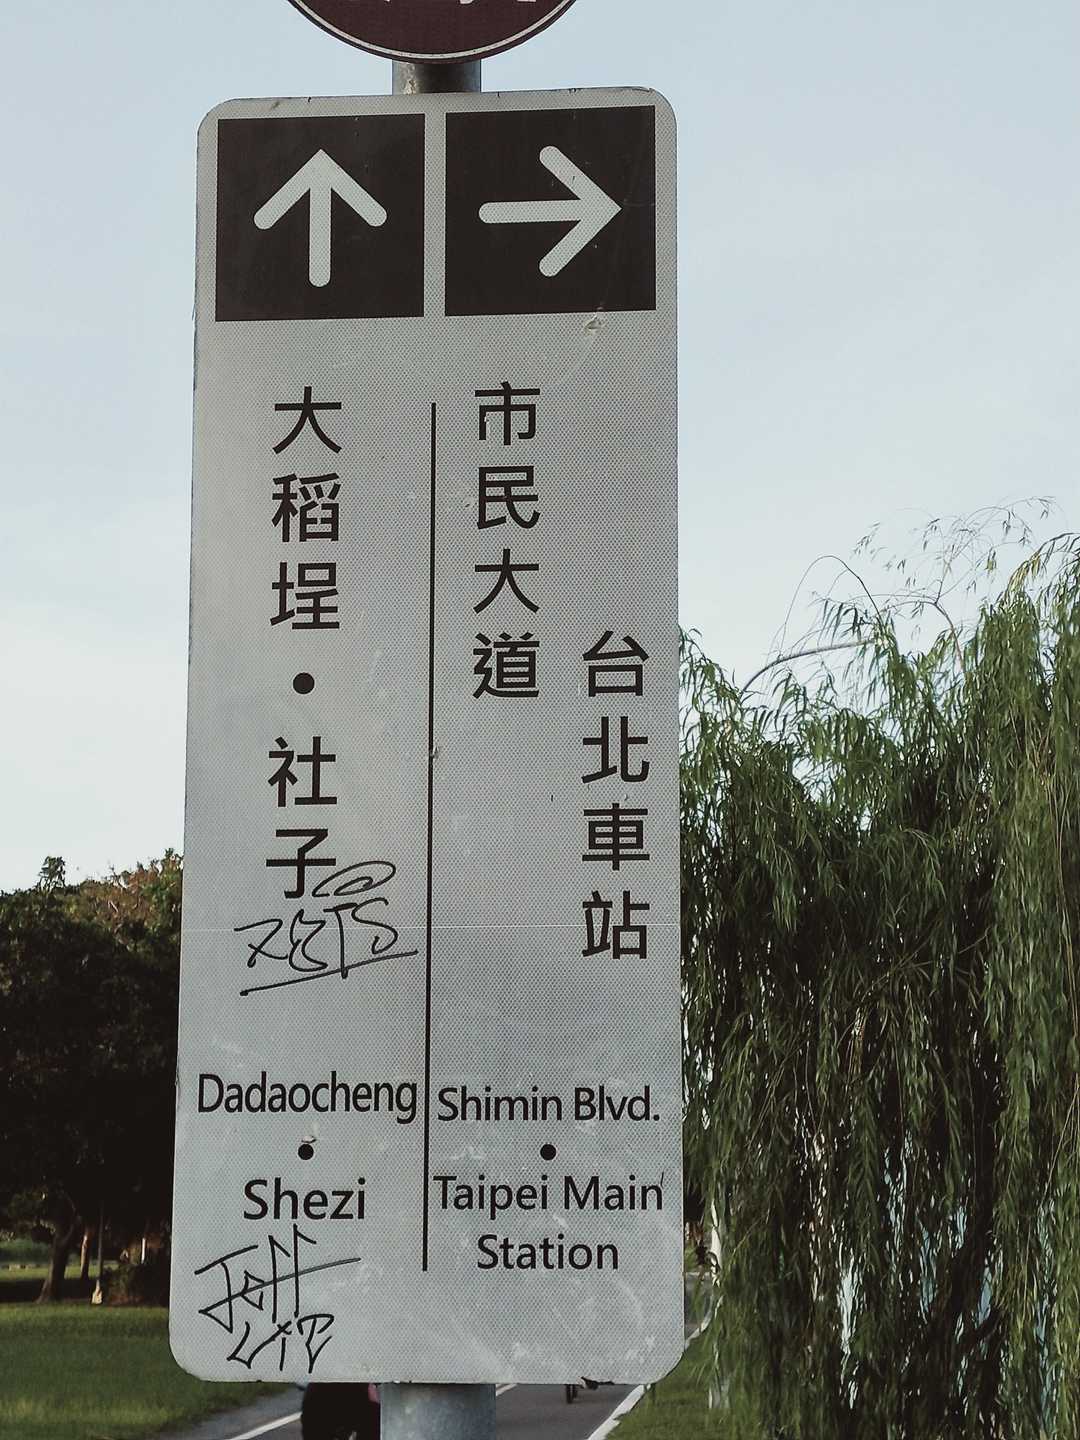 大稻埕・社子
Dadaocheng
・
Shezi
市民大道
台北車站
Shimin Blvd.
・
Taipei Main
Station